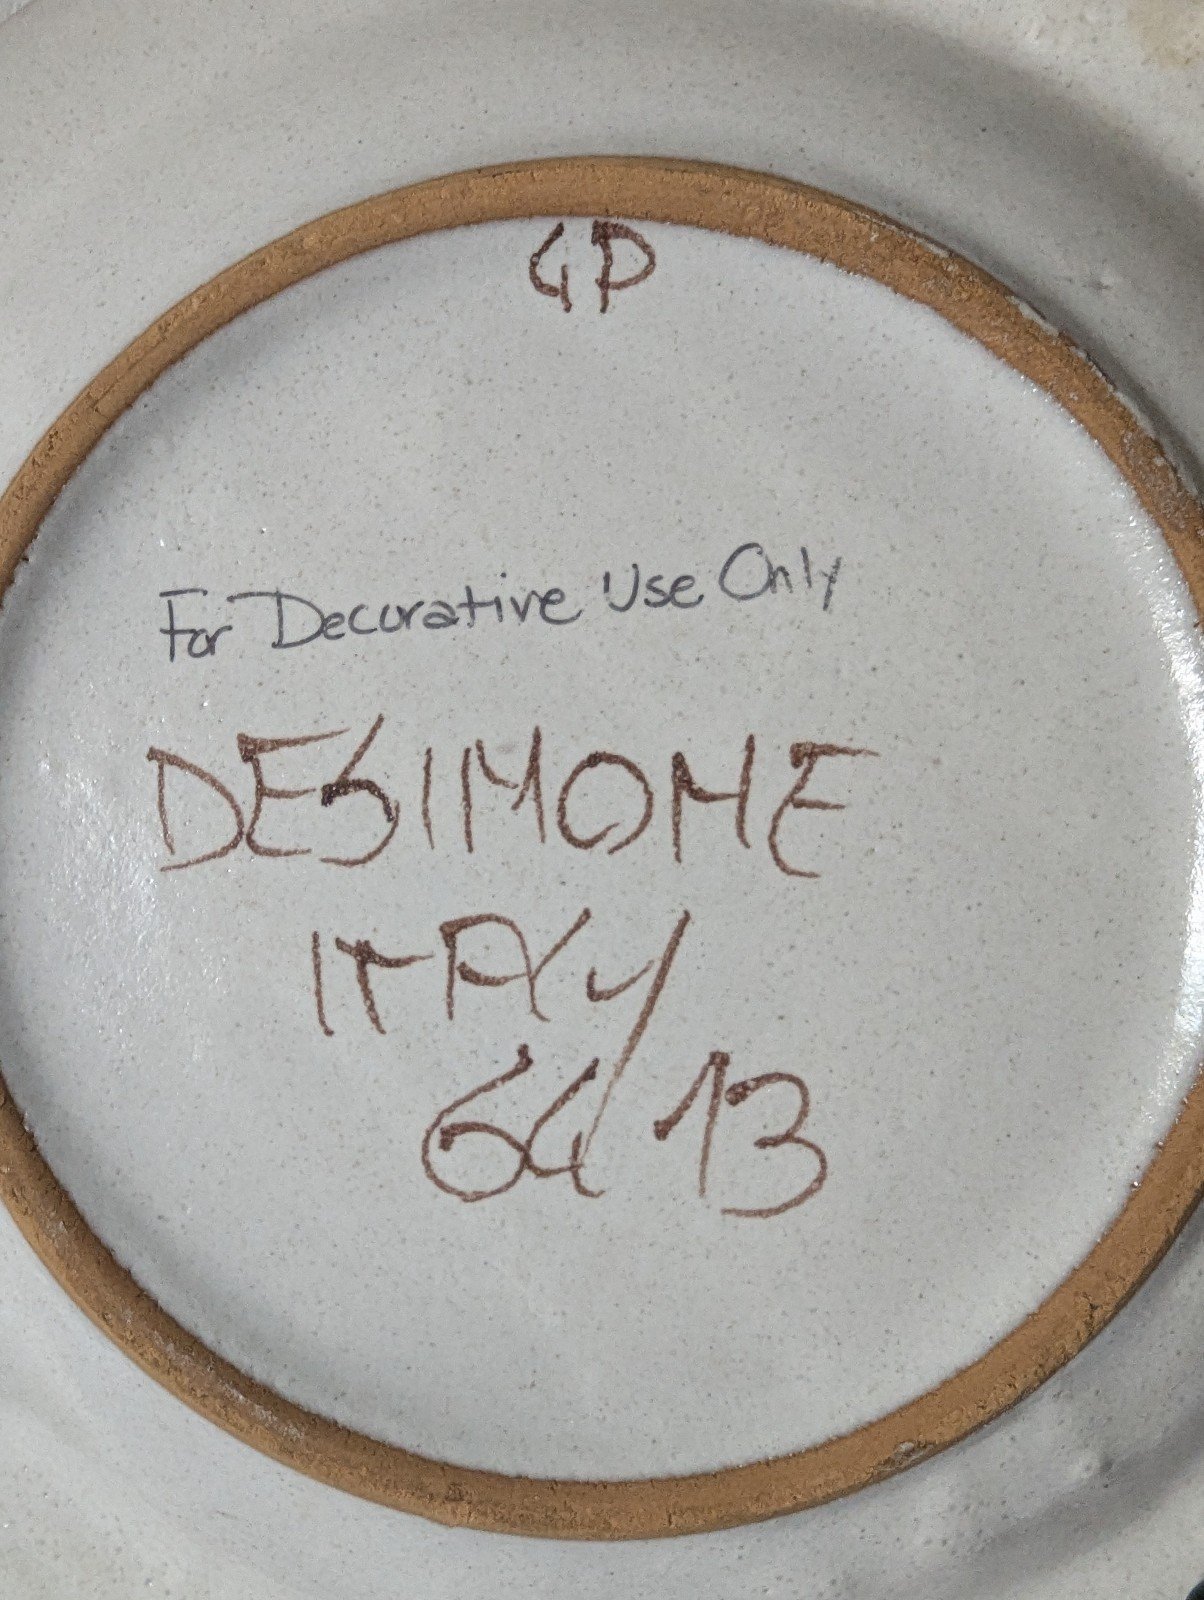 GP
For Decorative Use Only
DESIMONE
ITALY
64/13